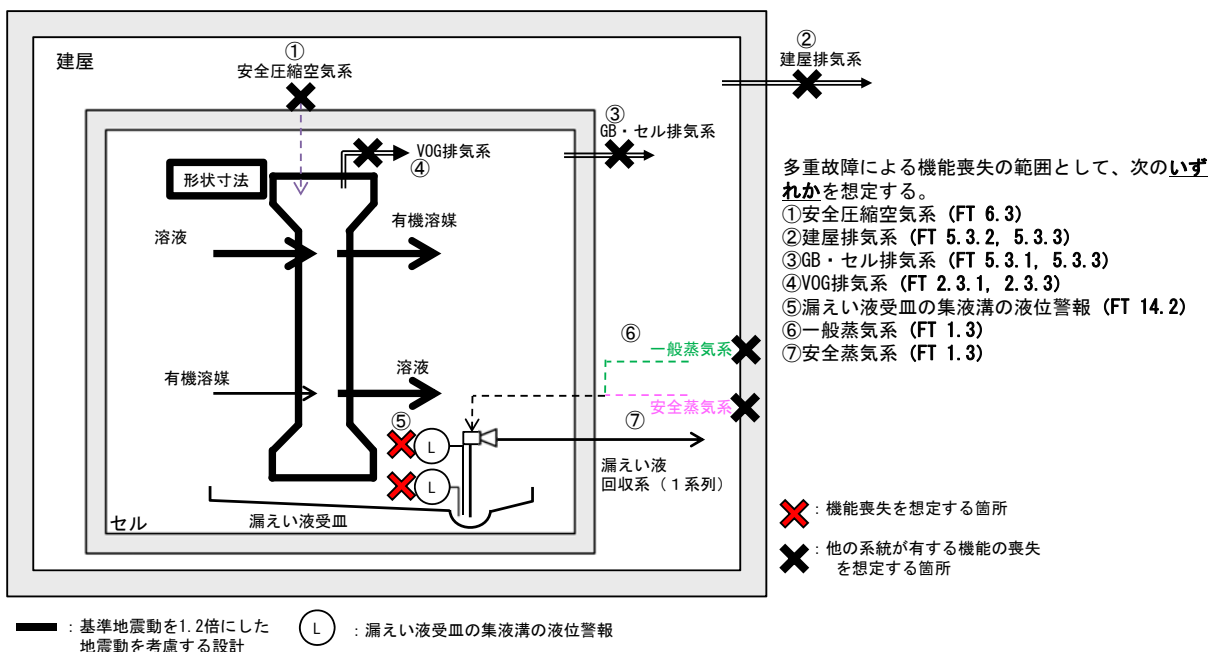 建屋
①
安全圧縮空気系
②
建屋排気系
③
GB・セル排気系
VOG排気系
④
形状寸法
有機溶媒
溶液
溶液
有機溶媒
⑤
L
L
⑥
一般蒸気系
安全蒸気系
⑦
漏えい液
回収系(1系列)
漏えい液受皿
セル
多重故障による機能喪失の範囲として、次のいず
れかを想定する。
①安全圧縮空気系 (FT 6.3)
②建屋排気系 (FT 5.3.2, 5.3.3)
③GB・セル排気系 (FT 5.3.1, 5.3.3)
④VOG排気系 (FT 2.3.1, 2.3.3)
⑤漏えい液受皿の集液溝の液位警報 (FT 14.2)
⑥一般蒸気系 (FT 1.3)
⑦安全蒸気系 (FT 1.3)
:機能喪失を想定する箇所
:他の系統が有する機能の喪失
を想定する箇所
:基準地震動を1.2倍にした
地震動を考慮する設計
L
:漏えい液受皿の集液溝の液位警報